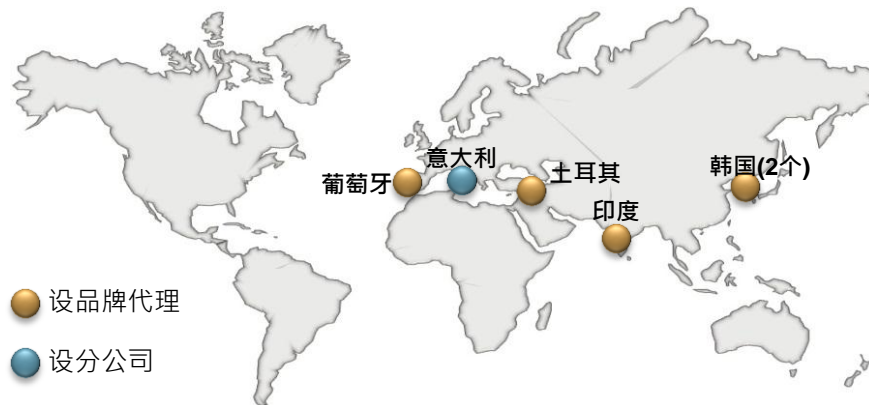 意大利
葡萄牙
土耳其
韩国(2个)
印度
设品牌代理
设分公司